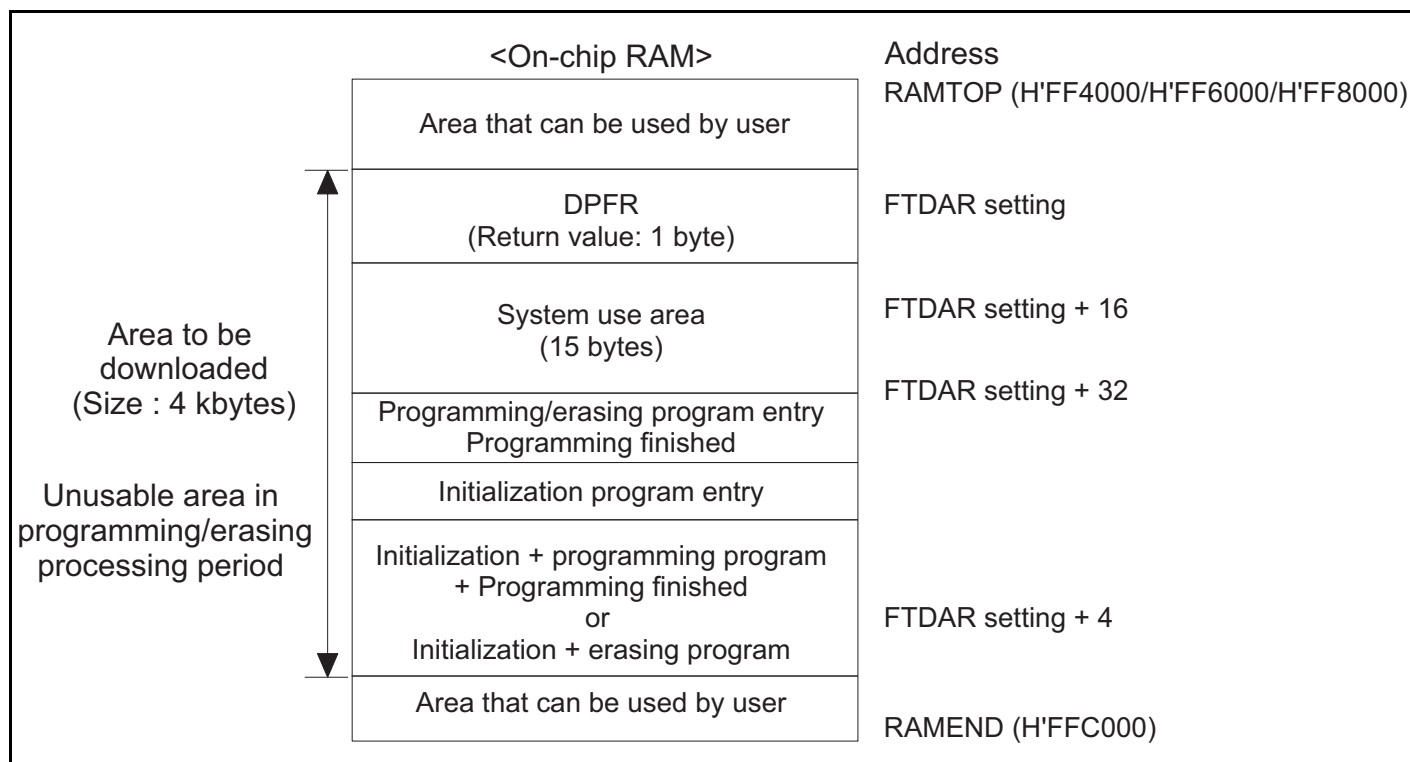 <On-chip RAM>
Address
RAMTOP (H'FF4000/H'FF6000/H'FF8000)
Area that can be used by user
DPFR
(Return value: 1 byte)
FTDAR setting
System use area
(15 bytes)
FTDAR setting + 16
Area to be
downloaded
(Size : 4 kbytes)
FTDAR setting + 32
Programming/erasing program entry
Programming finished
Initialization program entry
Unusable area in
programming/erasing
processing period
Initialization + programming program
+ Programming finished
or
Initialization + erasing program
FTDAR setting + 4
Area that can be used by user
RAMEND (H'FFC000)